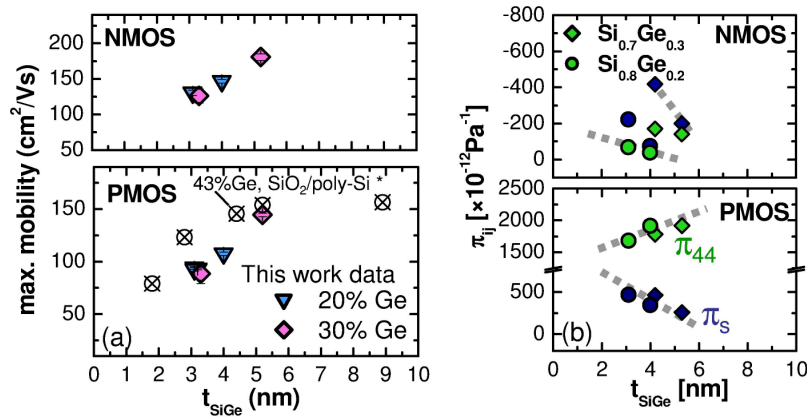 NMOS
200
150
100
50
max. mobility (cm²/Vs)
PMOS
43%Ge, SiO₂/poly-Si *
150
100
50
This work data
20% Ge
30% Ge
(a)
0 1 2 3 4 5 6 7 8 9 10
t_SiGe (nm)
-800
-600
-400
-200
0
Si₀.₇Ge₀.₃
Si₀.₈Ge₀.₂
NMOS
π_ij [×10⁻¹²Pa⁻¹]
2500
2000
1500
500
0
PMOS
π₄₄
π_s
(b)
0 2 4 6 8 10
t_SiGe [nm]